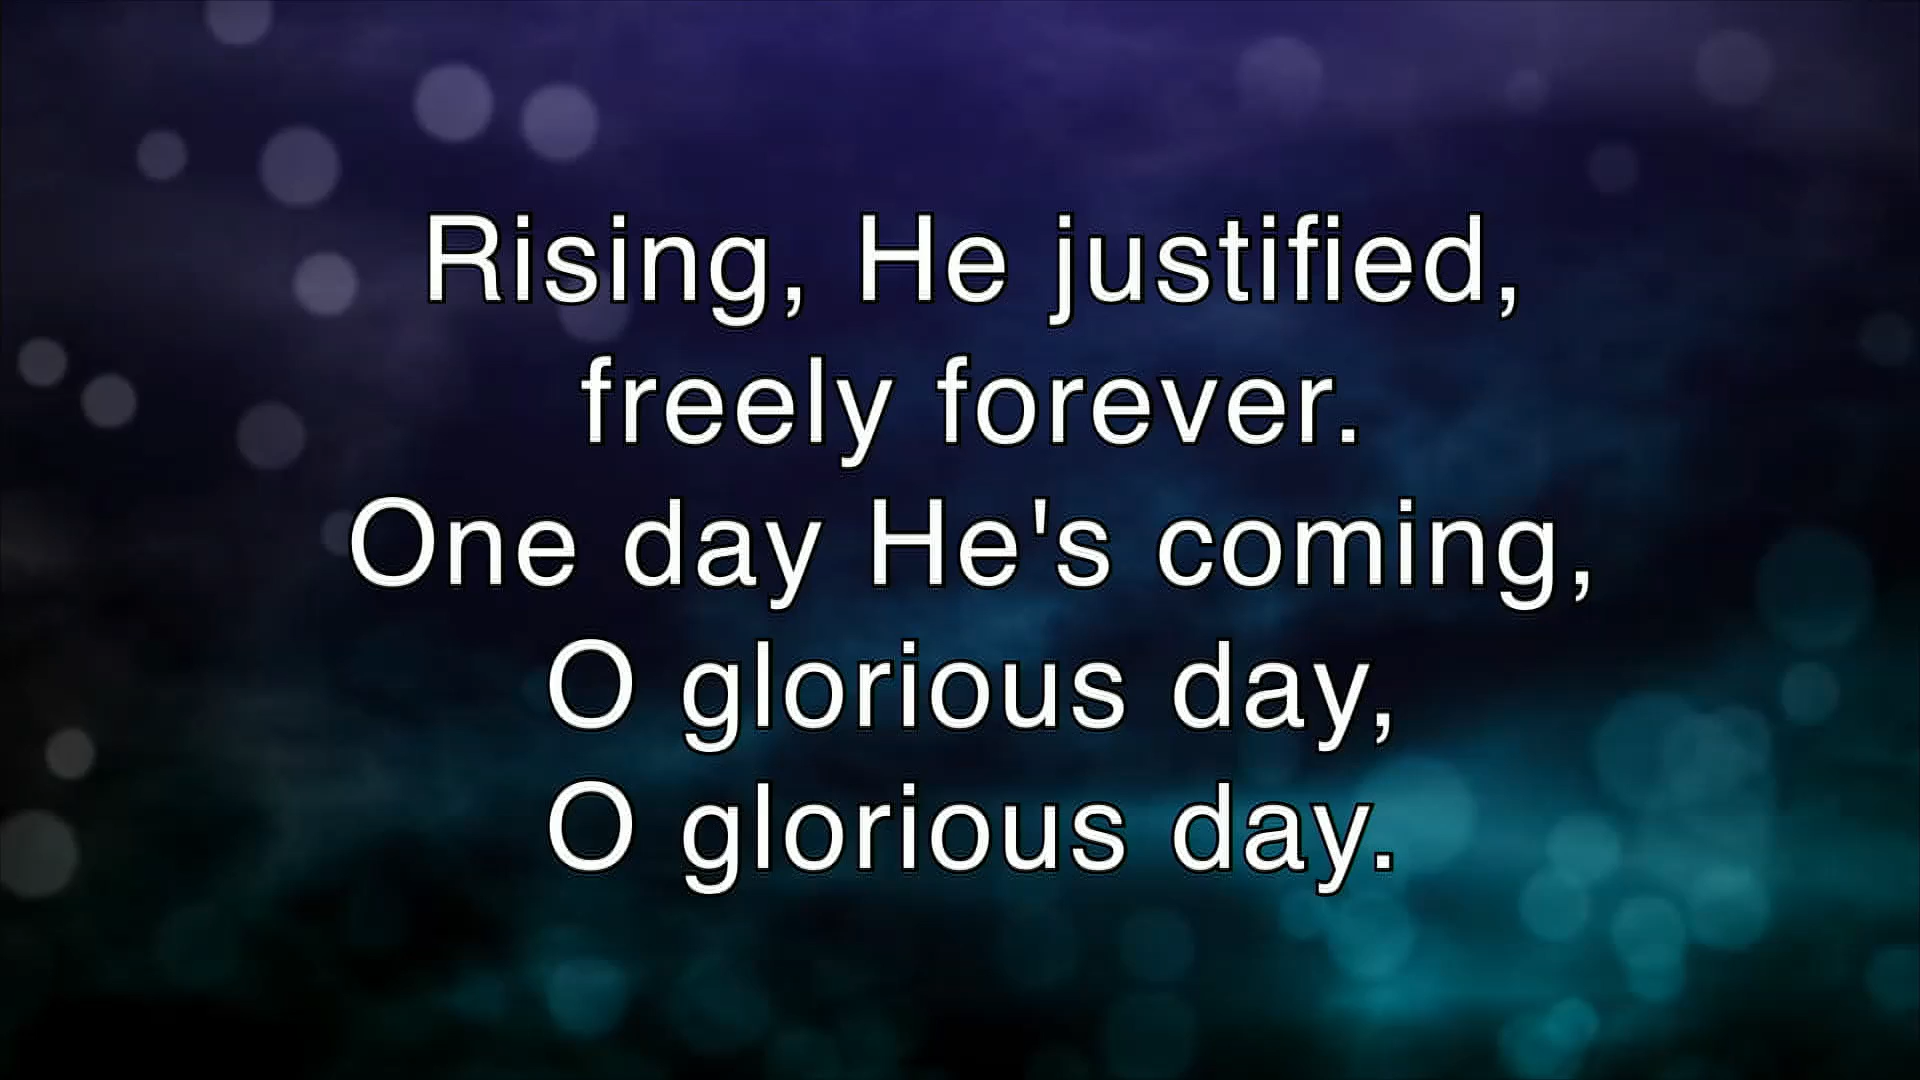 Rising, He justified,
freely forever.
One day He's coming,
O glorious day,
O glorious day.